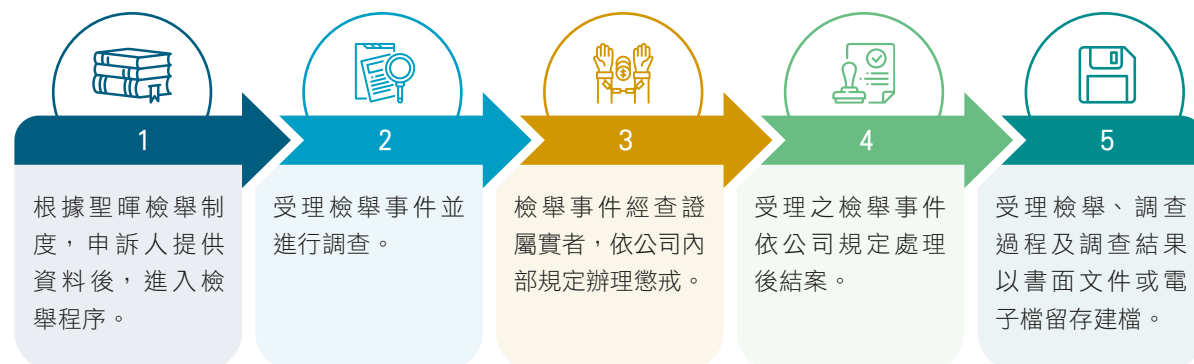 1
根據聖暉檢舉制
度，申訴人提供
資料後，進入檢
舉程序。
2
受理檢舉事件並
進行調查。
3
檢舉事件經查證
屬實者，依公司內
部規定辦理懲戒。
4
受理之檢舉事件
依公司規定處理
後結案。
5
受理檢舉、調查
過程及調查結果
以書面文件或電
子檔留存建檔。